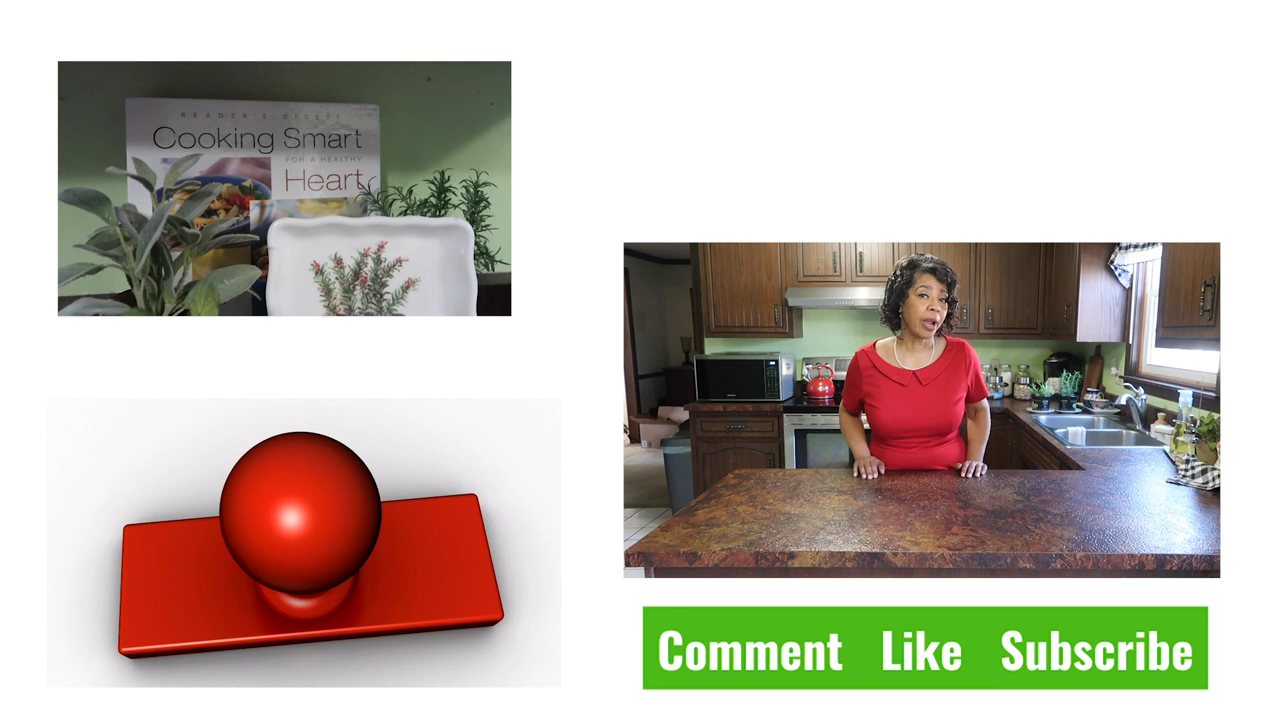 READER'S DIGEST
Cooking Smart
FOR A HEALTHY
Heart
Comment Like Subscribe